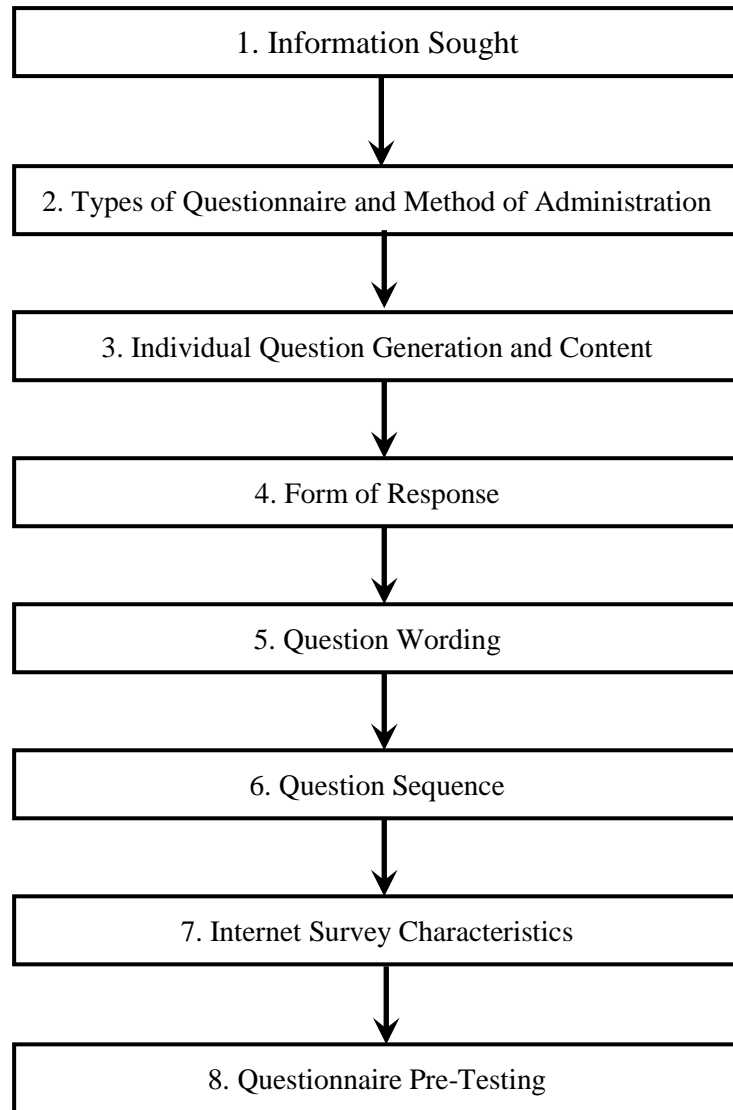 1. Information Sought
2. Types of Questionnaire and Method of Administration
3. Individual Question Generation and Content
4. Form of Response
5. Question Wording
6. Question Sequence
7. Internet Survey Characteristics
8. Questionnaire Pre-Testing